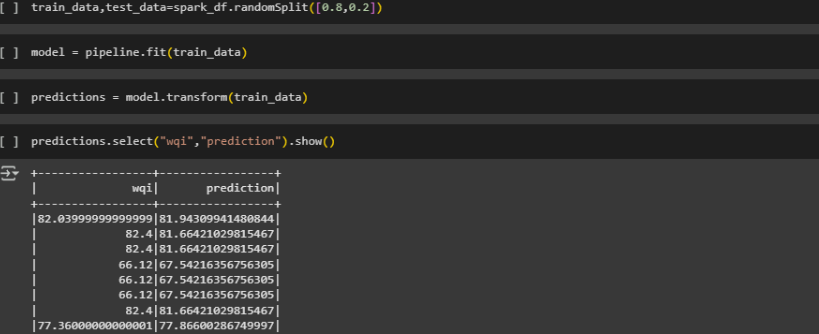 [ ] train_data,test_data=spark_df.randomSplit([0.8,0.2])
[ ] model = pipeline.fit(train_data)
[ ] predictions = model.transform(train_data)
[ ] predictions.select("wqi","prediction").show()
+-----------------+-----------------+
|              wqi|       prediction|
+-----------------+-----------------+
|82.03999999999999|81.94309941480844|
|             82.4|81.66421029815467|
|             82.4|81.66421029815467|
|            66.12|67.54216356756305|
|            66.12|67.54216356756305|
|            66.12|67.54216356756305|
|             82.4|81.66421029815467|
|77.36000000000001|77.86600286749997|